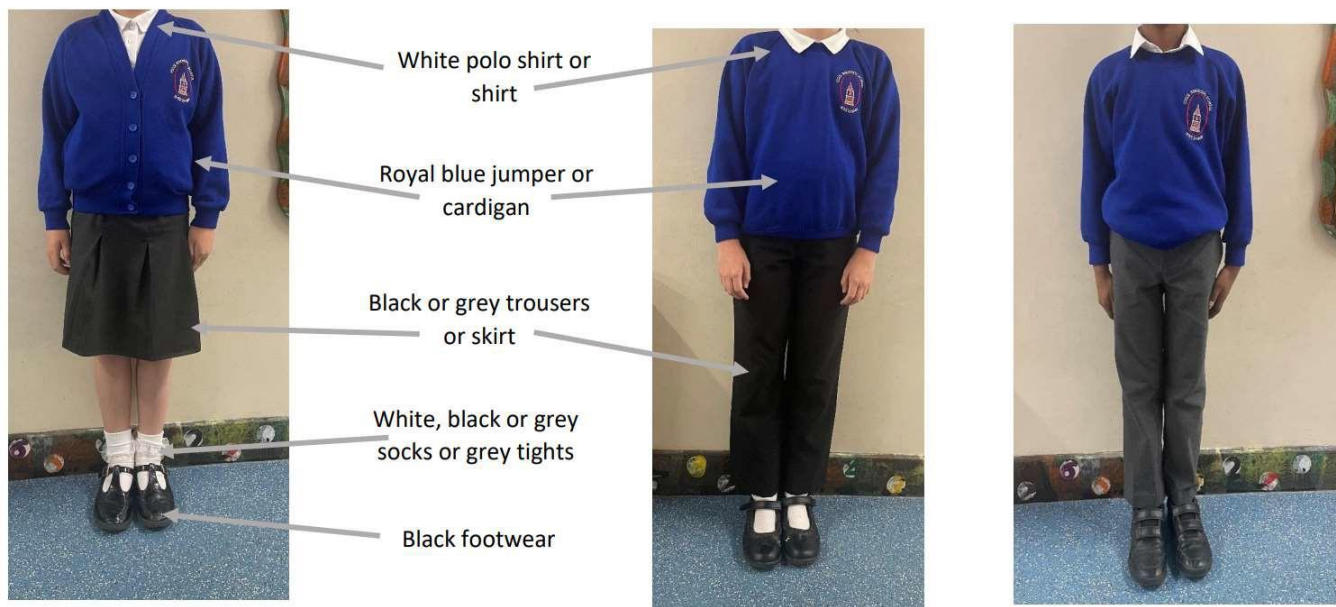 White polo shirt or
shirt
Royal blue jumper or
cardigan
Black or grey trousers
or skirt
White, black or grey
socks or grey tights
Black footwear